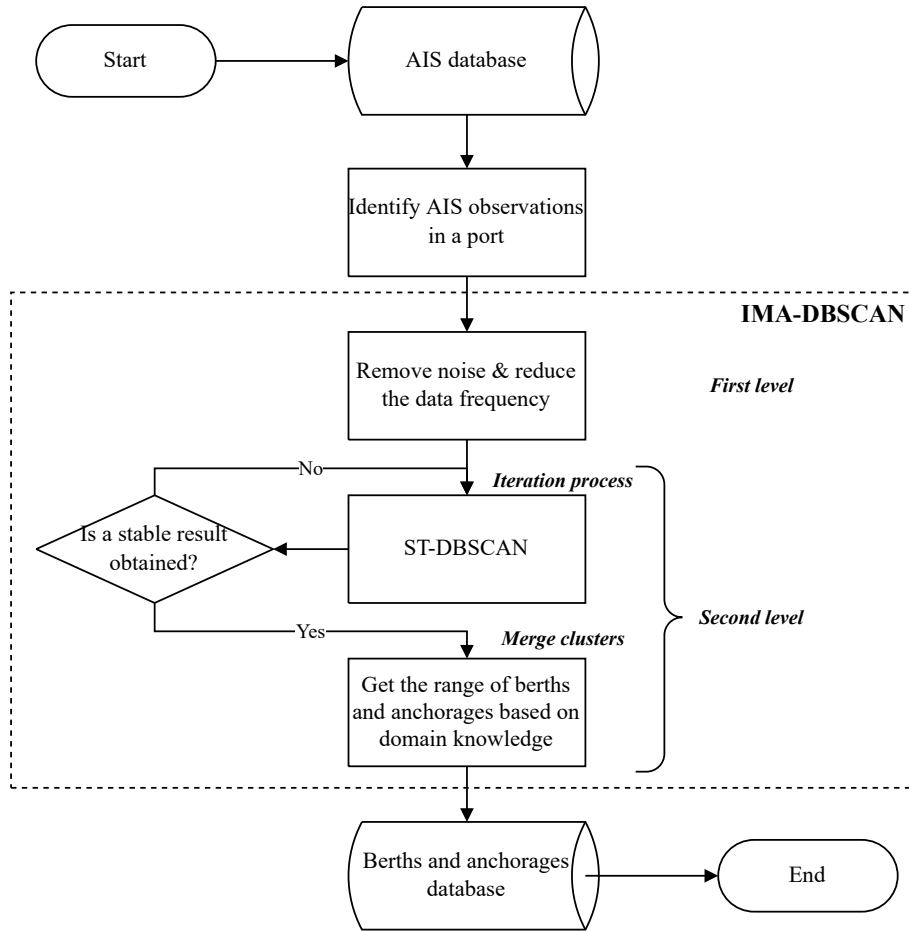 Start
AIS database
Identify AIS observations
in a port
IMA-DBSCAN
Remove noise & reduce
the data frequency
First level
No
Iteration process
Is a stable result
obtained?
ST-DBSCAN
Second level
Yes
Merge clusters
Get the range of berths
and anchorages based on
domain knowledge
Berths and anchorages
database
End